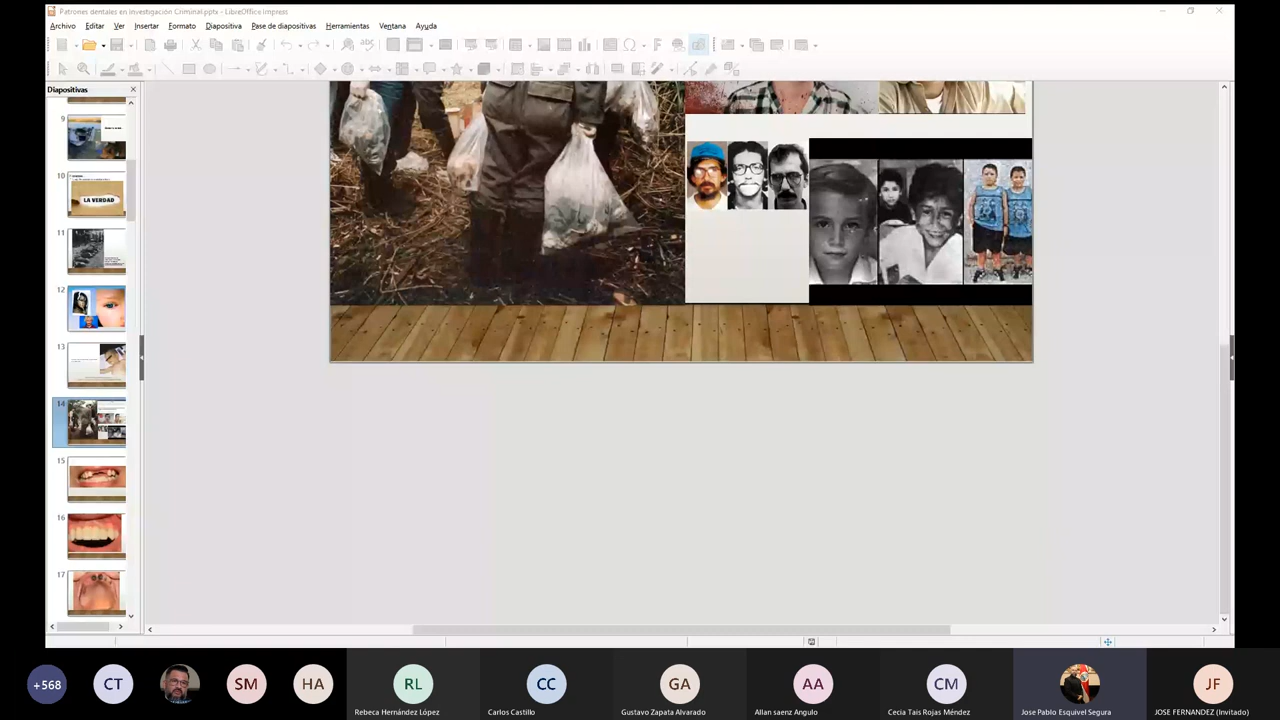 Patrones dentales en investigación Criminal.pptx - LibreOffice Impress
Archivo Editar Ver Insertar Formato Diapositiva Pase de diapositivas Herramientas Ventana Ayuda
Diapositivas
9
10
LA VERDAD
11
12
13
14
15
16
17
+568 CT SM HA RL CC GA AA CM JF
Rebeca Hernández López Carlos Castillo Gustavo Zapata Alvarado Allan saenz Angulo Cecia Tais Rojas Méndez Jose Pablo Esquivel Segura JOSE FERNANDEZ (Invitado)